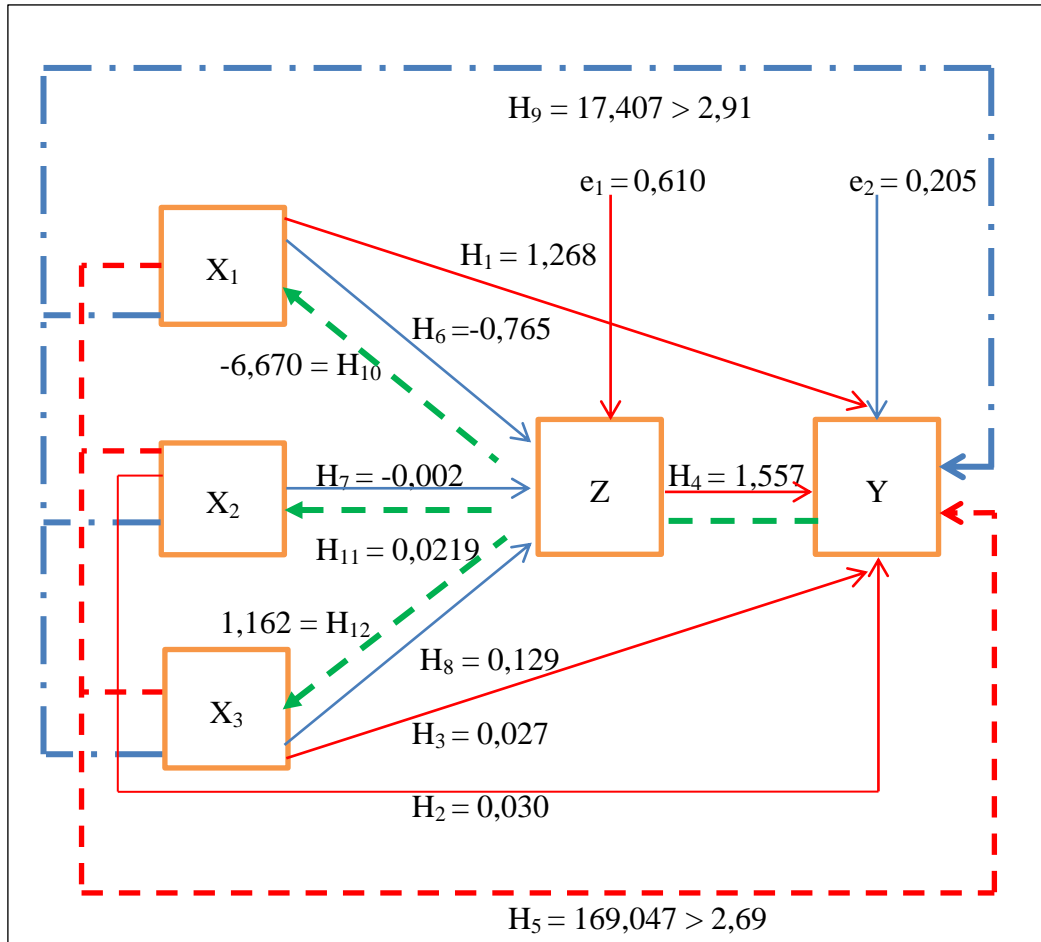 H₉ = 17,407 > 2,91
e₁ = 0,610
e₂ = 0,205
H₁ = 1,268
X₁
H₆ =-0,765
-6,670 = H₁₀
H₇ = -0,002
X₂
Z
H₄ = 1,557
Y
H₁₁ = 0,0219
1,162 = H₁₂
H₈ = 0,129
X₃
H₃ = 0,027
H₂ = 0,030
H₅ = 169,047 > 2,69